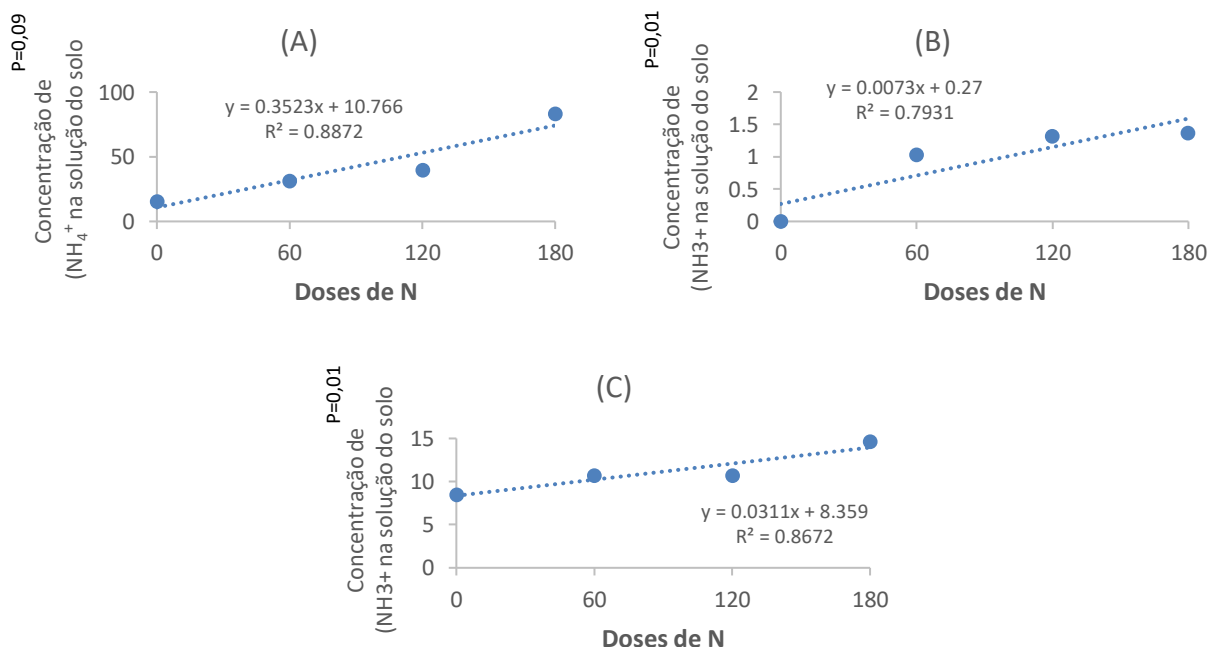 P=0,09
(A)
Concentração de
(NH₄⁺ na solução do solo
y = 0.3523x + 10.766
R² = 0.8872
100
50
0
0 60 120 180
Doses de N
P=0,01
(B)
Concentração de
(NH3+ na solução do solo
y = 0.0073x + 0.27
R² = 0.7931
2
1.5
1
0.5
0
0 60 120 180
Doses de N
P=0,01
(C)
Concentração de
(NH3+ na solução do solo
15
10
5
0
y = 0.0311x + 8.359
R² = 0.8672
0 60 120 180
Doses de N